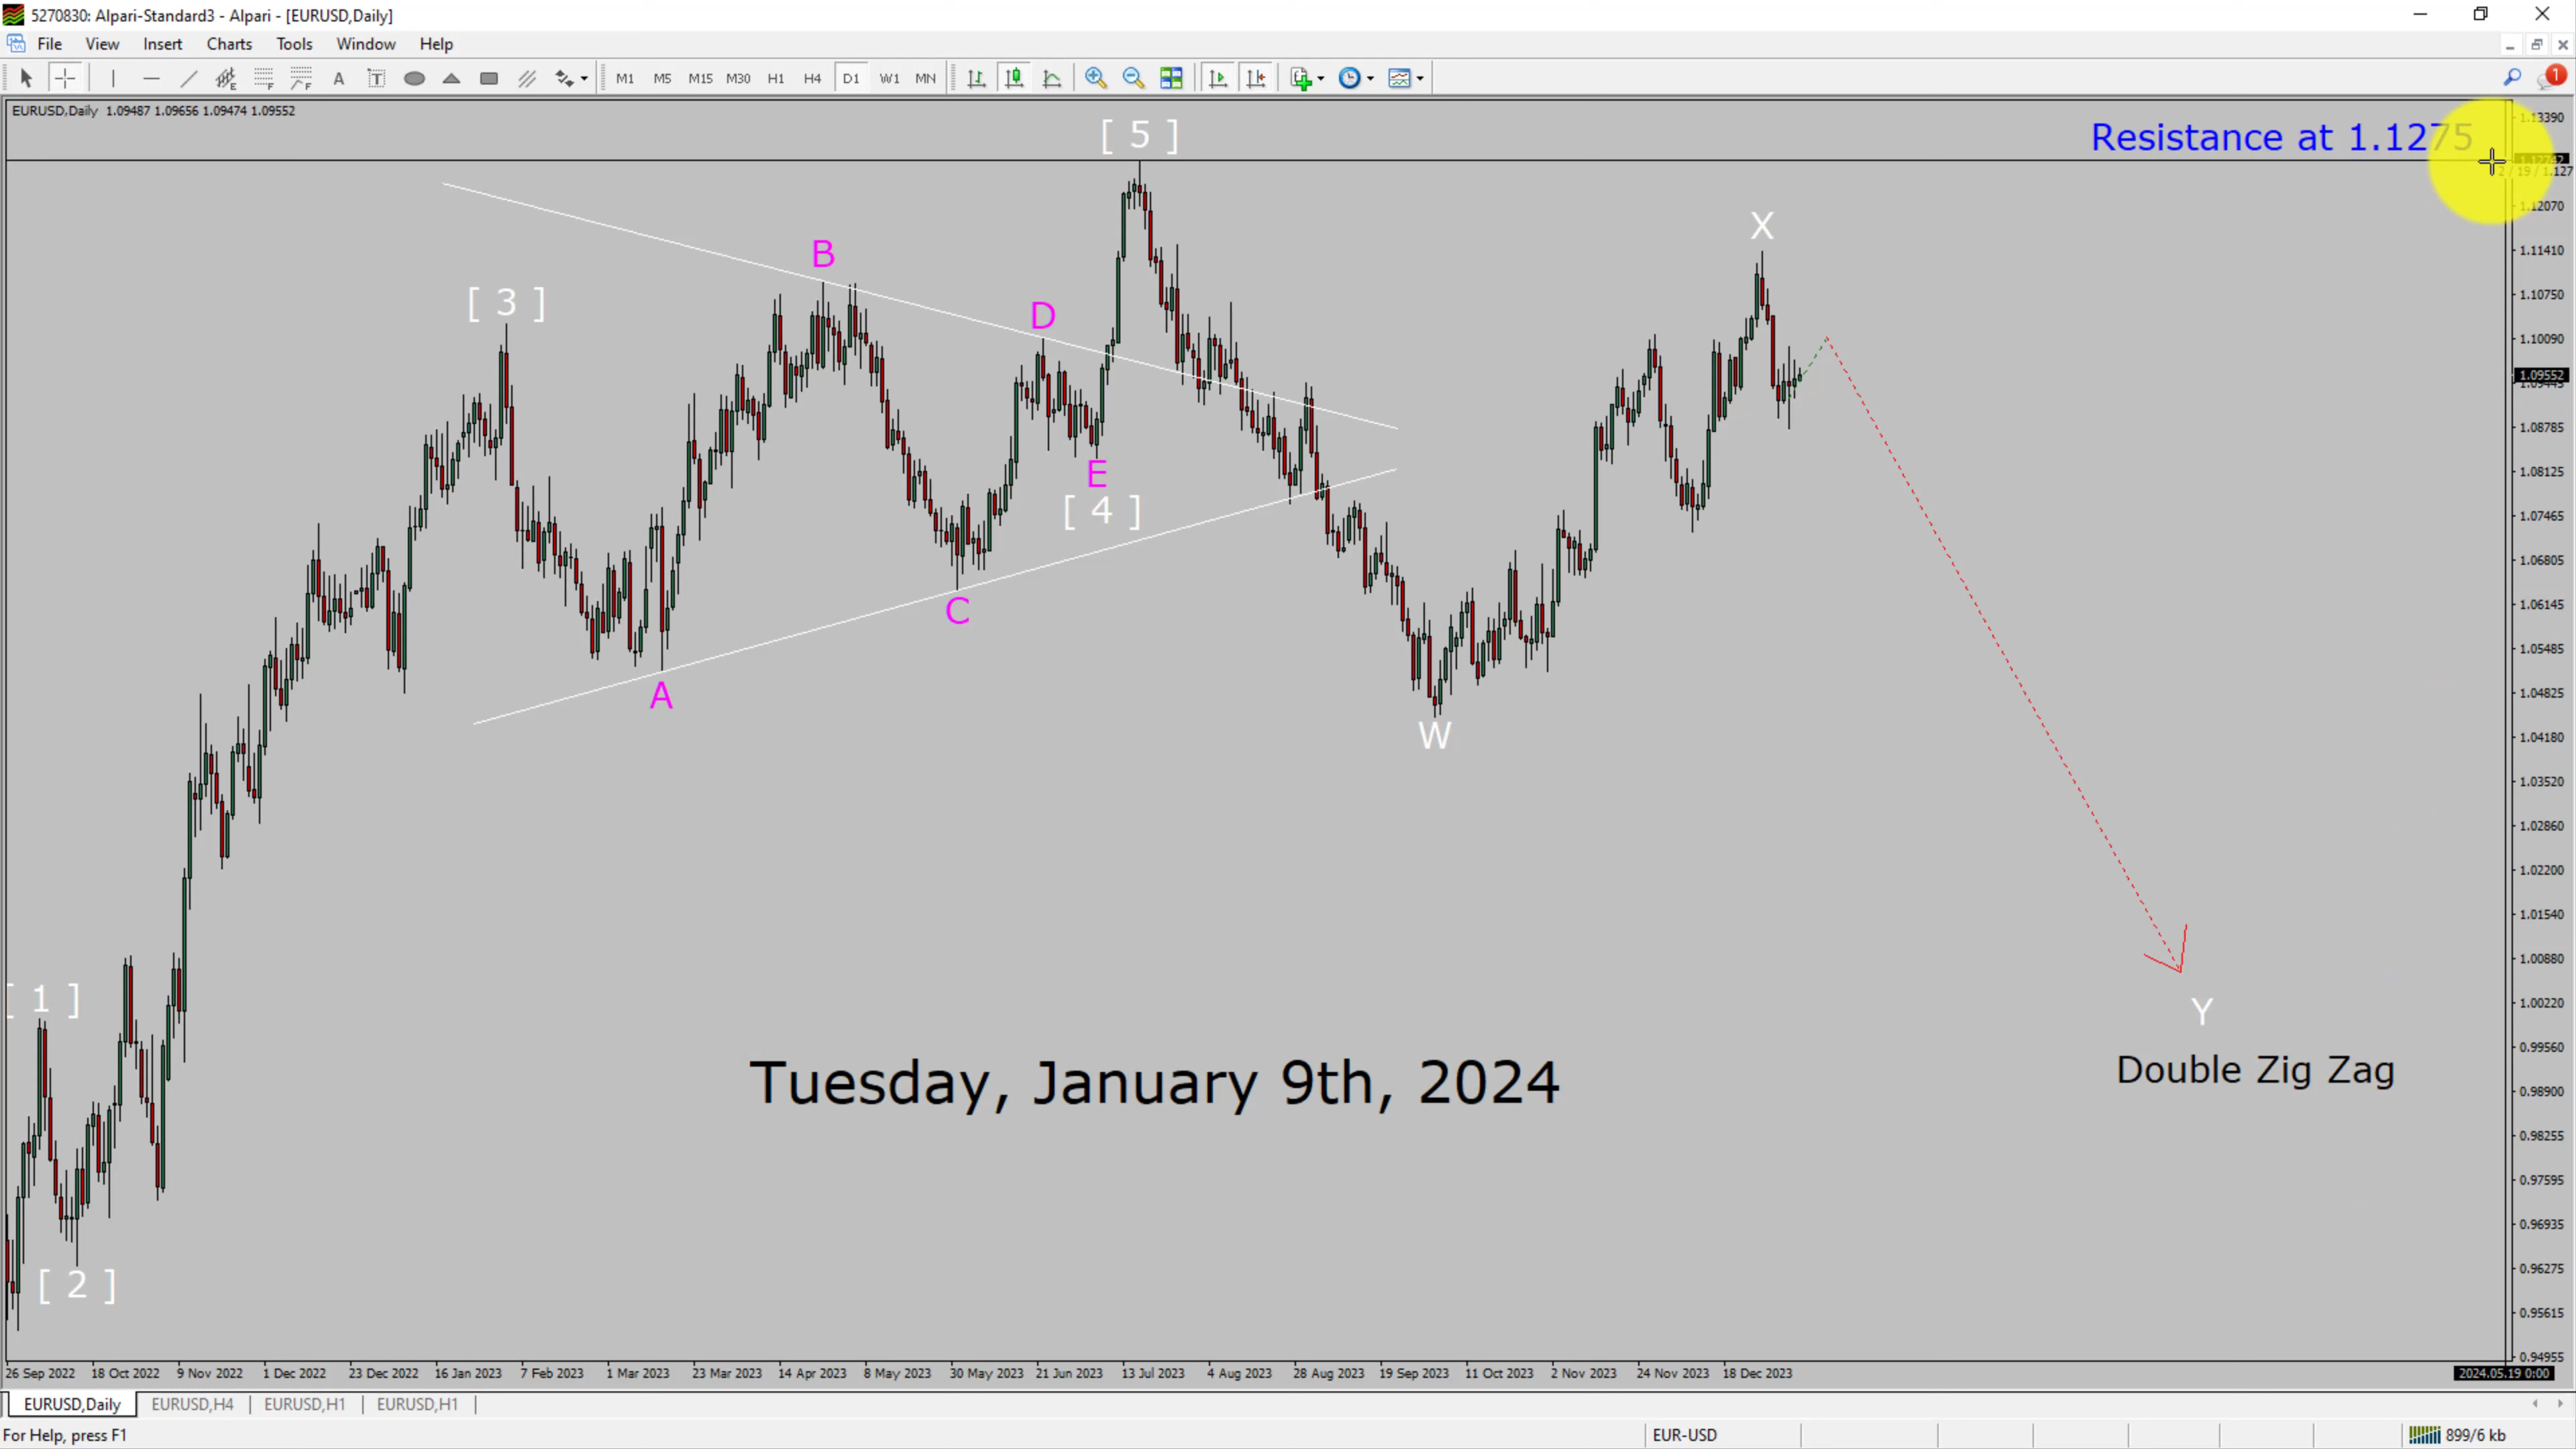 5270830: Alpari-Standard3 - Alpari - [EURUSD,Daily]
File View Insert Charts Tools Window Help
A T M1 M5 M15 M30 H1 H4 D1 W1 MN 1
EURUSD,Daily 1.09487 1.09656 1.09474 1.09552
Resistance at 1.1275
[ 5 ]
[ 3 ]
B
D
X
E
[ 4 ]
C
A
W
[ 1 ]
[ 2 ]
Y
Double Zig Zag
Tuesday, January 9th, 2024
1.13390
1.12070
1.11410
1.10750
1.10090
1.09552
1.08785
1.08125
1.07465
1.06805
1.06145
1.05485
1.04825
1.04180
1.03520
1.02860
1.02200
1.01540
1.00880
1.00220
0.99560
0.98900
0.98255
0.97595
0.96935
0.96275
0.95615
0.94955
26 Sep 2022 18 Oct 2022 9 Nov 2022 1 Dec 2022 23 Dec 2022 16 Jan 2023 7 Feb 2023 1 Mar 2023 23 Mar 2023 14 Apr 2023 8 May 2023 30 May 2023 21 Jun 2023 13 Jul 2023 4 Aug 2023 28 Aug 2023 19 Sep 2023 11 Oct 2023 2 Nov 2023 24 Nov 2023 18 Dec 2023 2024.05.19 0:00
EURUSD,Daily EURUSD,H4 EURUSD,H1 EURUSD,H1
For Help, press F1 EUR-USD 899/6 kb